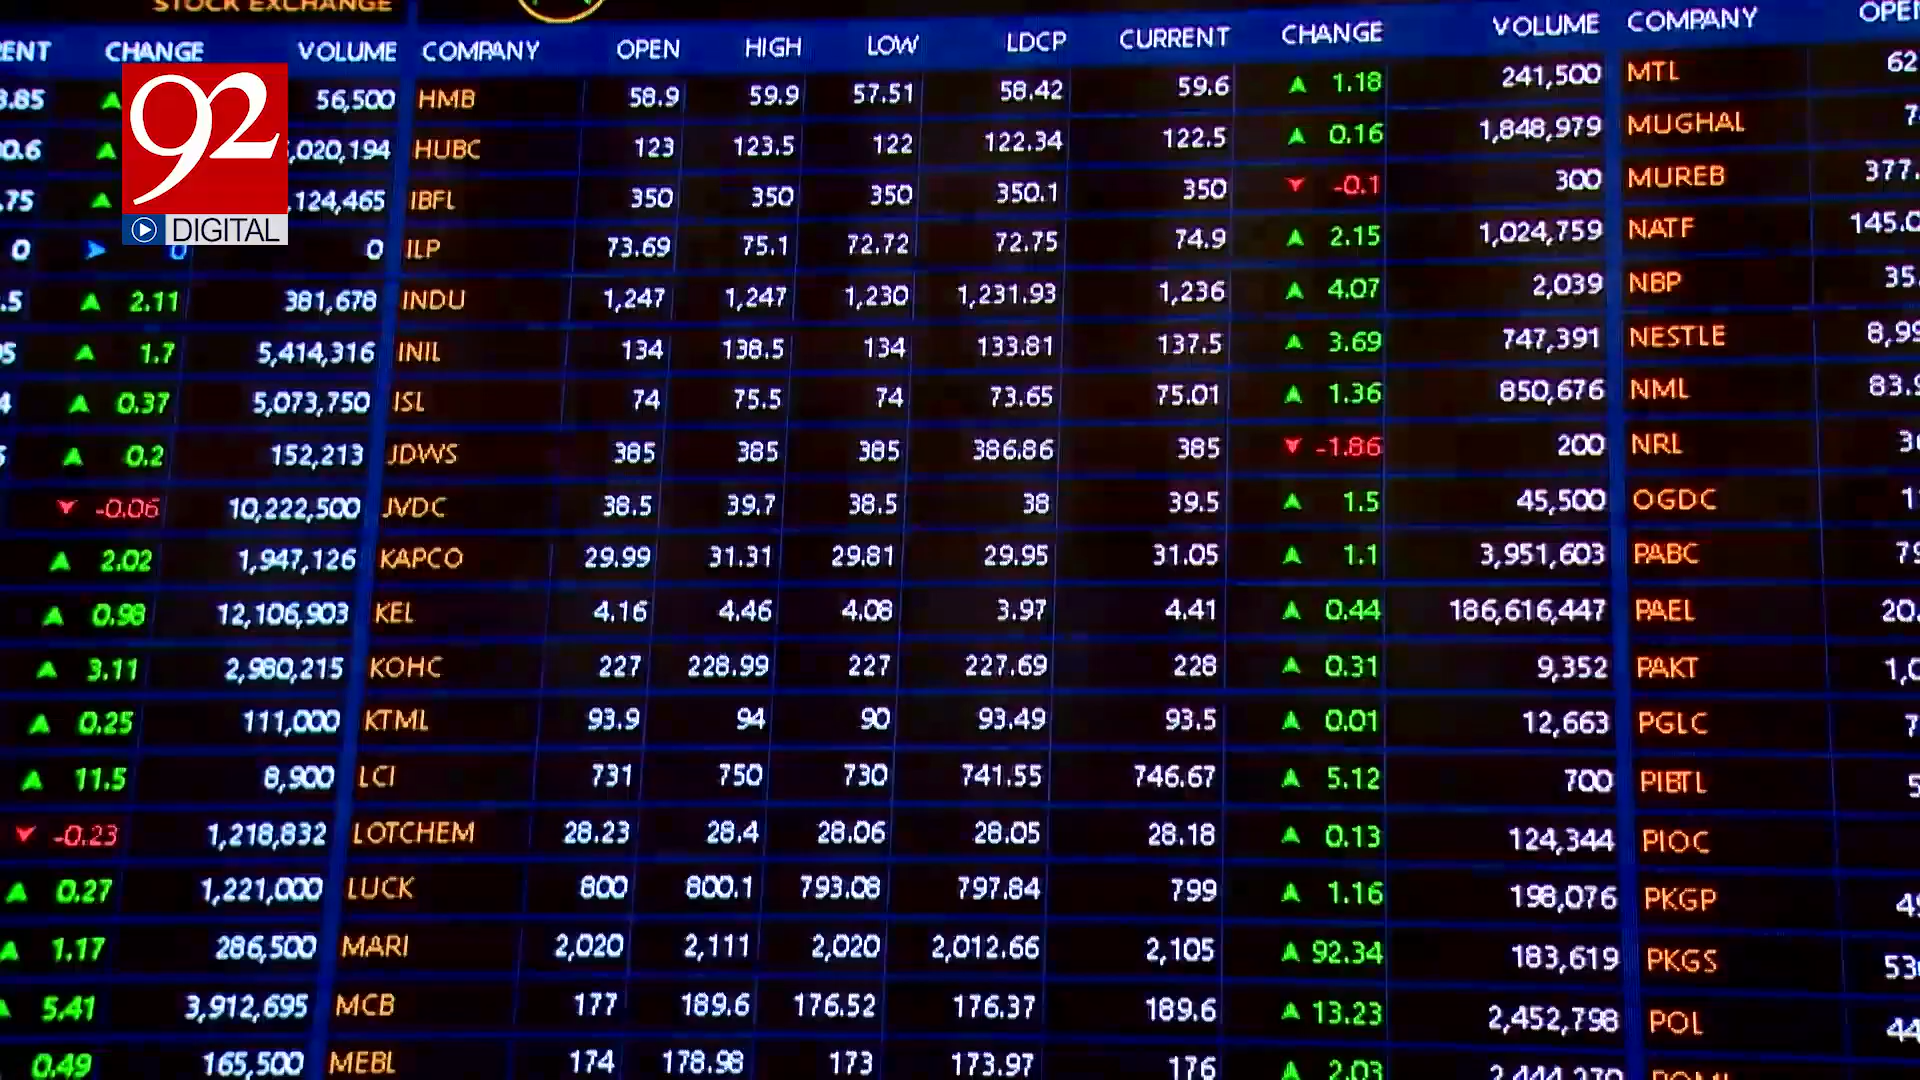 STOCK EXCHANGE
CHANGE VOLUME COMPANY OPEN HIGH LOW LDCP CURRENT CHANGE VOLUME COMPANY
92
DIGITAL
56,500 HMB 58.9 59.9 57.51 58.42 59.6 1.18 241,500 MTL
HUBC 123 123.5 122 122.34 122.5 0.16 1,848,979 MUGHAL
IBFL 350 350 350 350.1 350 -0.1 300 MUREB
0 0 0 ILP 73.69 75.1 72.72 72.75 74.9 2.15 1,024,759 NATF
2.11 381,678 INDU 1,247 1,247 1,230 1,231.93 1,236 4.07 2,039 NBP
1.7 5,414,316 INIL 134 138.5 134 133.81 137.5 3.69 747,391 NESTLE
0.37 5,073,750 ISL 74 75.5 74 73.65 75.01 1.36 850,676 NML
0.2 152,213 JDWS 385 385 385 386.86 385 -1.86 200 NRL
-0.06 10,222,500 JVDC 38.5 39.7 38.5 38 39.5 1.5 45,500 OGDC
2.02 1,947,126 KAPCO 29.99 31.31 29.81 29.95 31.05 1.1 3,951,603 PABC
0.98 12,106,903 KEL 4.16 4.46 4.08 3.97 4.41 0.44 186,616,447 PAEL
3.11 2,980,215 KOHC 227 228.99 227 227.69 228 0.31 9,352 PAKT
0.25 111,000 KTML 93.9 94 90 93.49 93.5 0.01 12,663 PGLC
11.5 8,900 LCI 731 750 730 741.55 746.67 5.12 700 PIBTL
-0.23 1,218,832 LOTCHEM 28.23 28.4 28.06 28.05 28.18 0.13 124,344 PIOC
0.27 1,221,000 LUCK 800 800.1 793.08 797.84 799 1.16 198,076 PKGP
1.17 286,500 MARI 2,020 2,111 2,020 2,012.66 2,105 92.34 183,619 PKGS
5.41 3,912,695 MCB 177 189.6 176.52 176.37 189.6 13.23 2,452,798 POL
0.49 165,500 MEBL 174 178.98 173 173.97 176 2.03